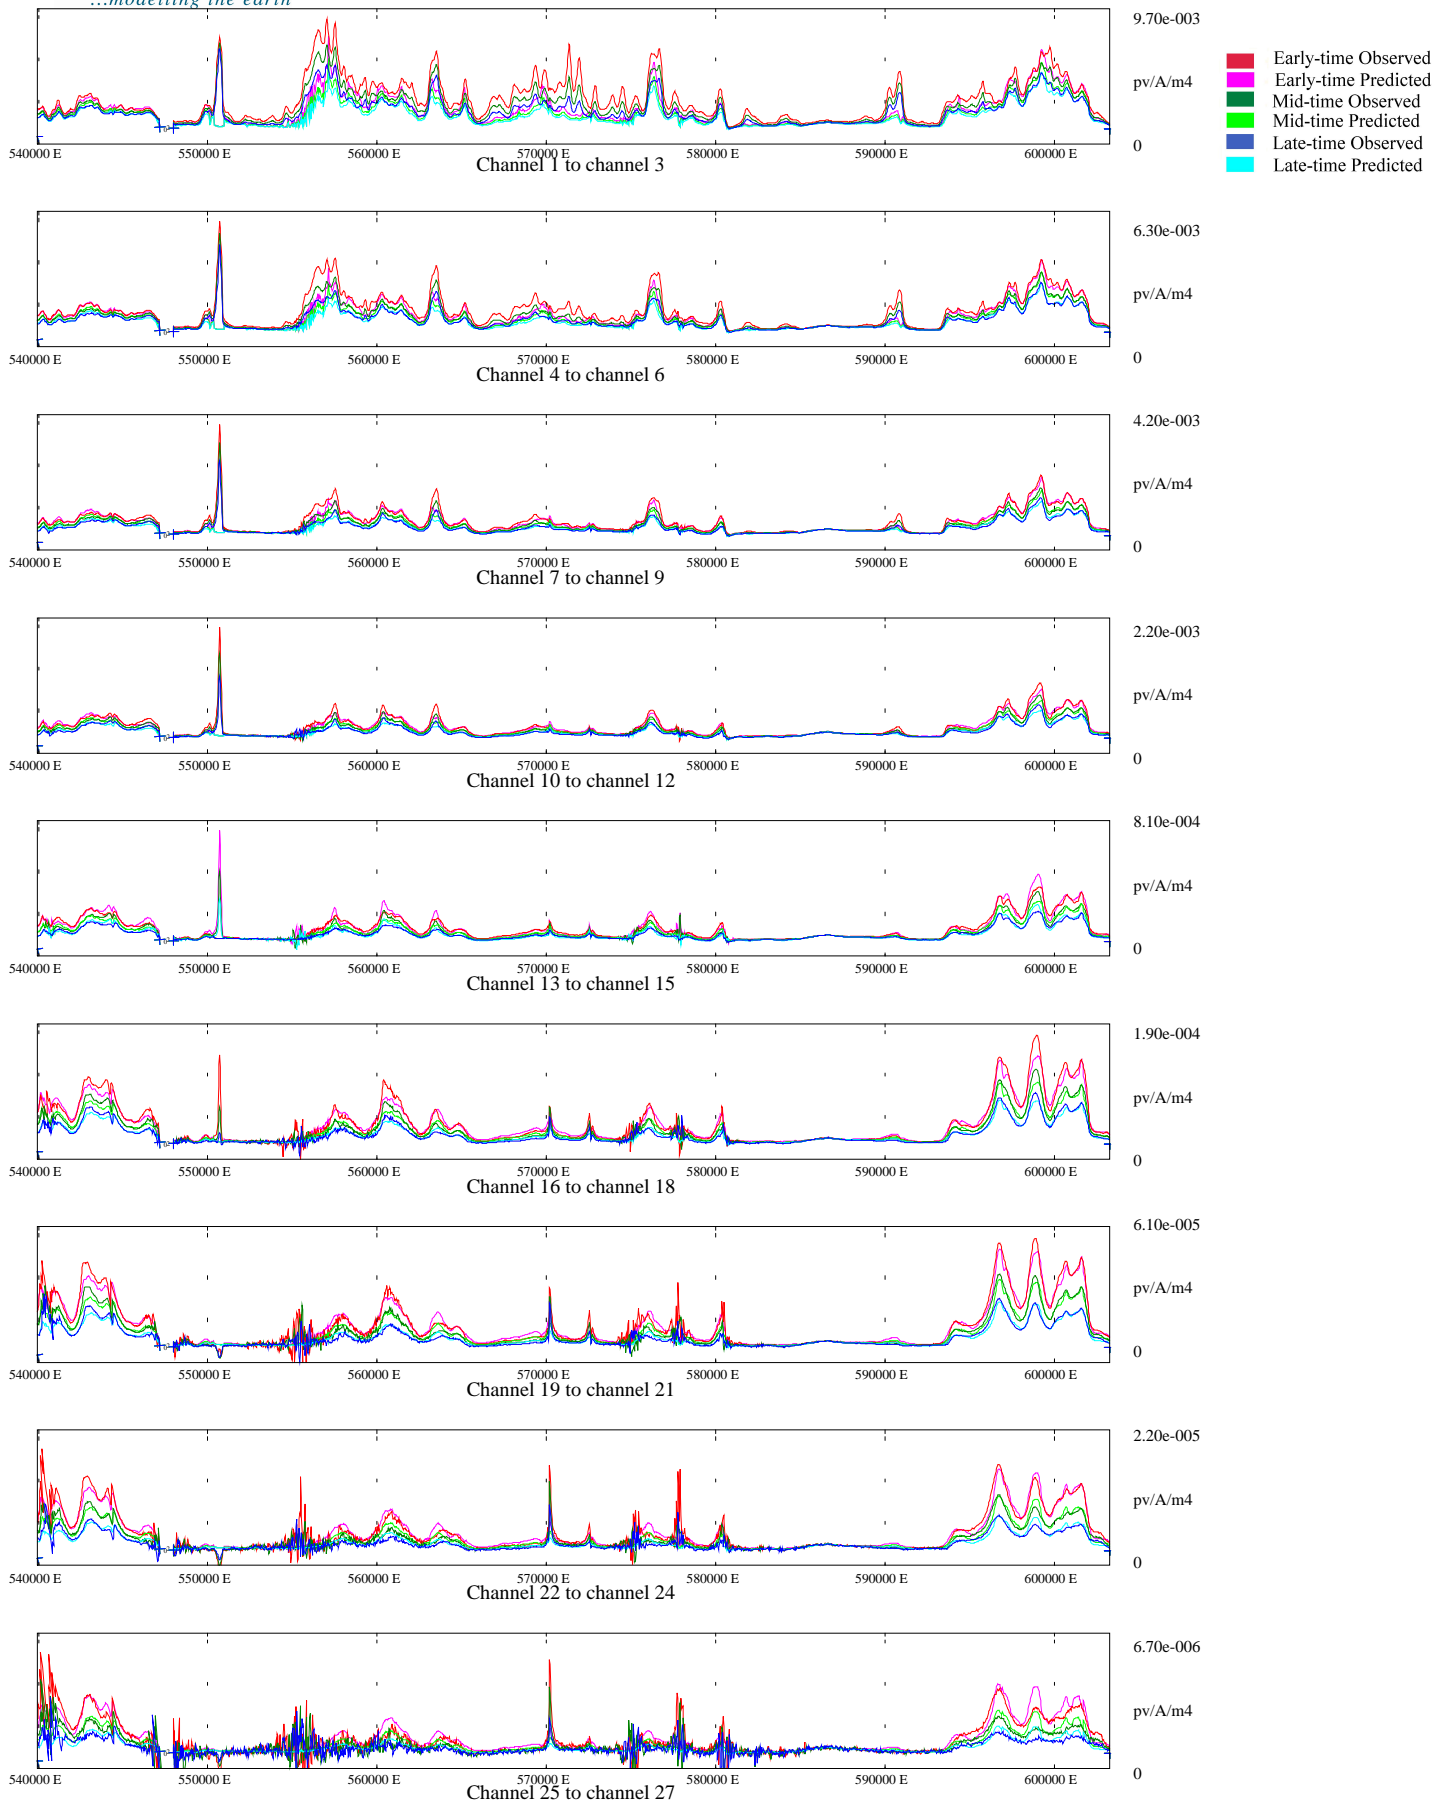 ...modelling the earth
9.70e-003
pv/A/m4
0
Early-time Observed
Early-time Predicted
Mid-time Observed
Mid-time Predicted
Late-time Observed
Late-time Predicted
540000 E 550000 E 560000 E 570000 E 580000 E 590000 E 600000 E
Channel 1 to channel 3
6.30e-003
pv/A/m4
0
540000 E 550000 E 560000 E 570000 E 580000 E 590000 E 600000 E
Channel 4 to channel 6
4.20e-003
pv/A/m4
0
540000 E 550000 E 560000 E 570000 E 580000 E 590000 E 600000 E
Channel 7 to channel 9
2.20e-003
pv/A/m4
0
540000 E 550000 E 560000 E 570000 E 580000 E 590000 E 600000 E
Channel 10 to channel 12
8.10e-004
pv/A/m4
0
540000 E 550000 E 560000 E 570000 E 580000 E 590000 E 600000 E
Channel 13 to channel 15
1.90e-004
pv/A/m4
0
540000 E 550000 E 560000 E 570000 E 580000 E 590000 E 600000 E
Channel 16 to channel 18
6.10e-005
pv/A/m4
0
540000 E 550000 E 560000 E 570000 E 580000 E 590000 E 600000 E
Channel 19 to channel 21
2.20e-005
pv/A/m4
0
540000 E 550000 E 560000 E 570000 E 580000 E 590000 E 600000 E
Channel 22 to channel 24
6.70e-006
pv/A/m4
0
540000 E 550000 E 560000 E 570000 E 580000 E 590000 E 600000 E
Channel 25 to channel 27